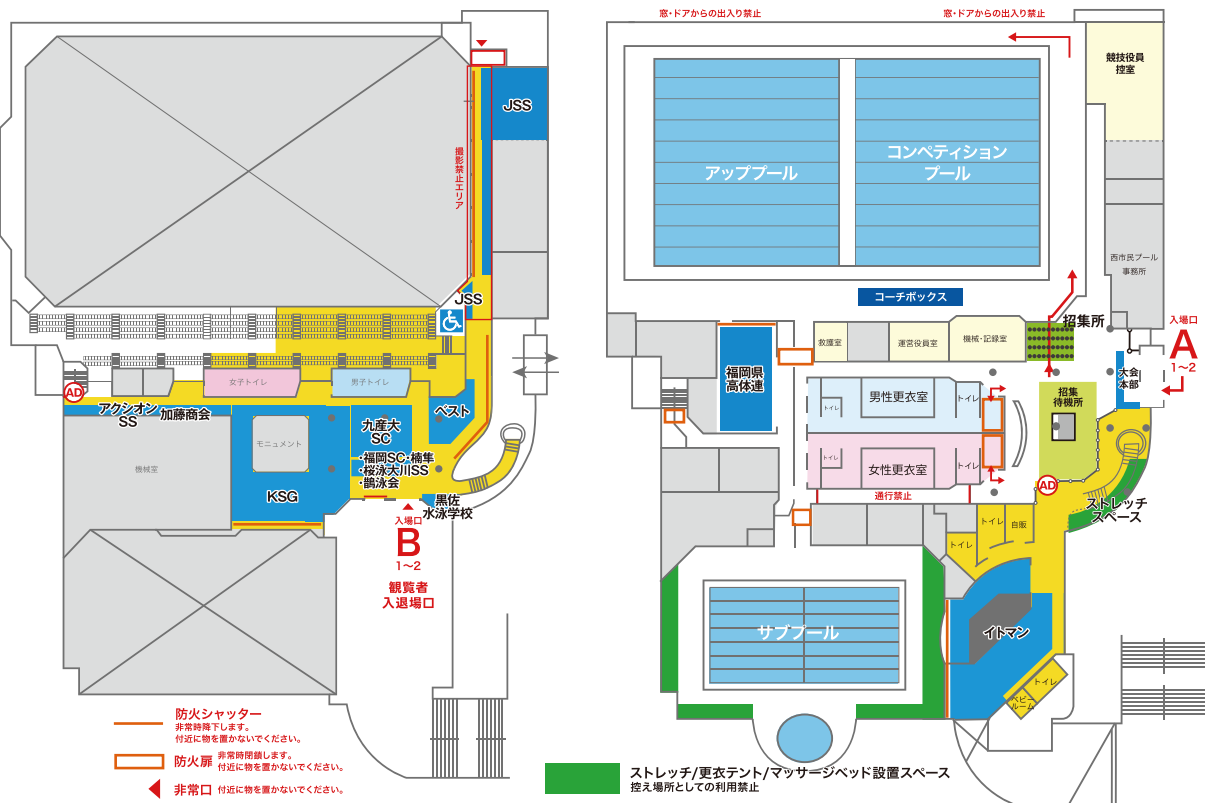 JSS
撮影禁止エリア
JSS
女子トイレ
男子トイレ
AD
アクシオン
SS
加藤商会
ベスト
九産大
SC
モニュメント
機械室
・福岡SC・楠隼
・桜泳大川SS
・鵬泳会
KSG
黒佐
水泳学校
入場口
B
1〜2
観覧者
入退場口
防火シャッター
非常時降下します。
付近に物を置かないでください。
防火扉
非常時閉鎖します。
付近に物を置かないでください。
非常口
付近に物を置かないでください。
窓・ドアからの出入り禁止
窓・ドアからの出入り禁止
競技役員
控室
アッププール
コンペティション
プール
西市民プール
事務所
コーチボックス
招集所
入場口
A
1〜2
救護室
運営役員室
機械・記録室
福岡県
高体連
大会
本部
男性更衣室
トイレ
トイレ
招集
待機所
女性更衣室
トイレ
トイレ
通行禁止
AD
ストレッチ
スペース
トイレ
自販
トイレ
サブプール
イトマン
トイレ
ベビー
ルーム
ストレッチ/更衣テント/マッサージベッド設置スペース
控え場所としての利用禁止